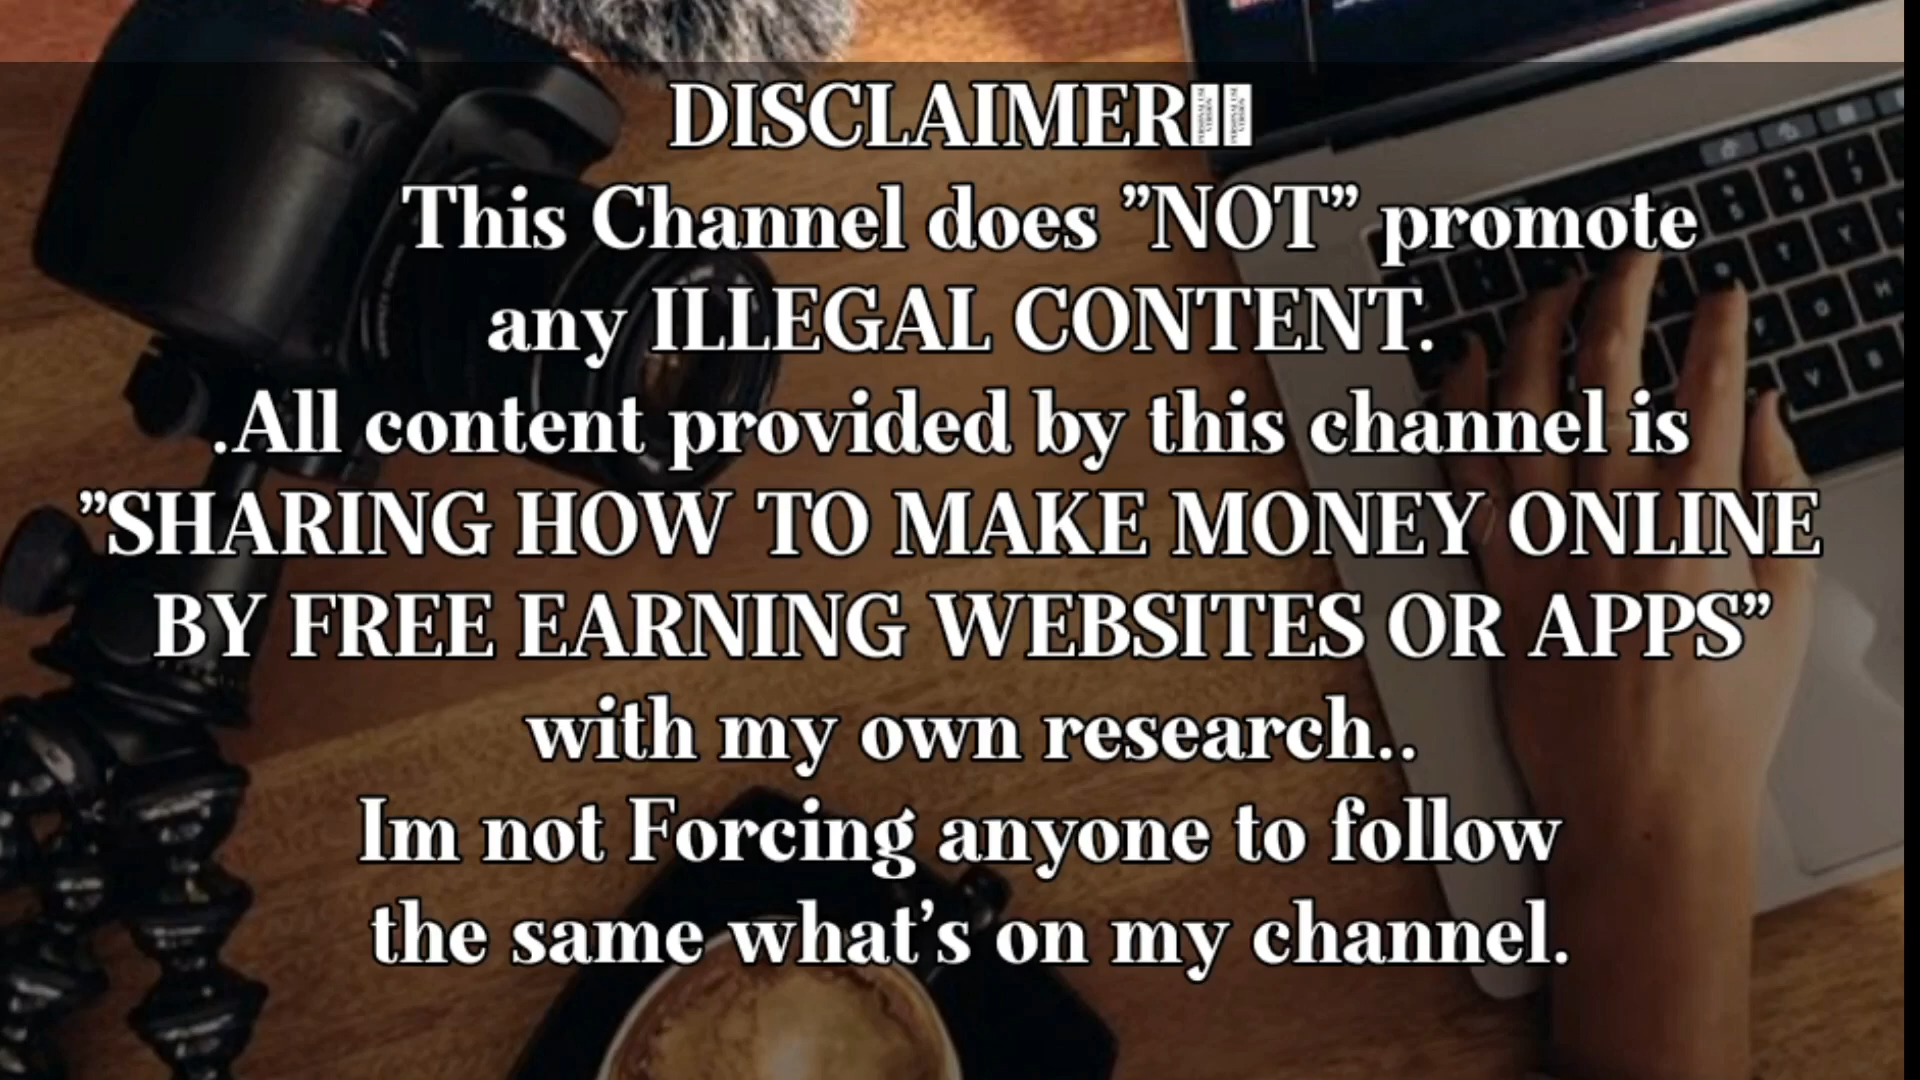 DISCLAIMER
This Channel does ”NOT” promote
any ILLEGAL CONTENT.
.All content provided by this channel is
”SHARING HOW TO MAKE MONEY ONLINE
BY FREE EARNING WEBSITES OR APPS”
with my own research..
Im not Forcing anyone to follow
the same what’s on my channel.